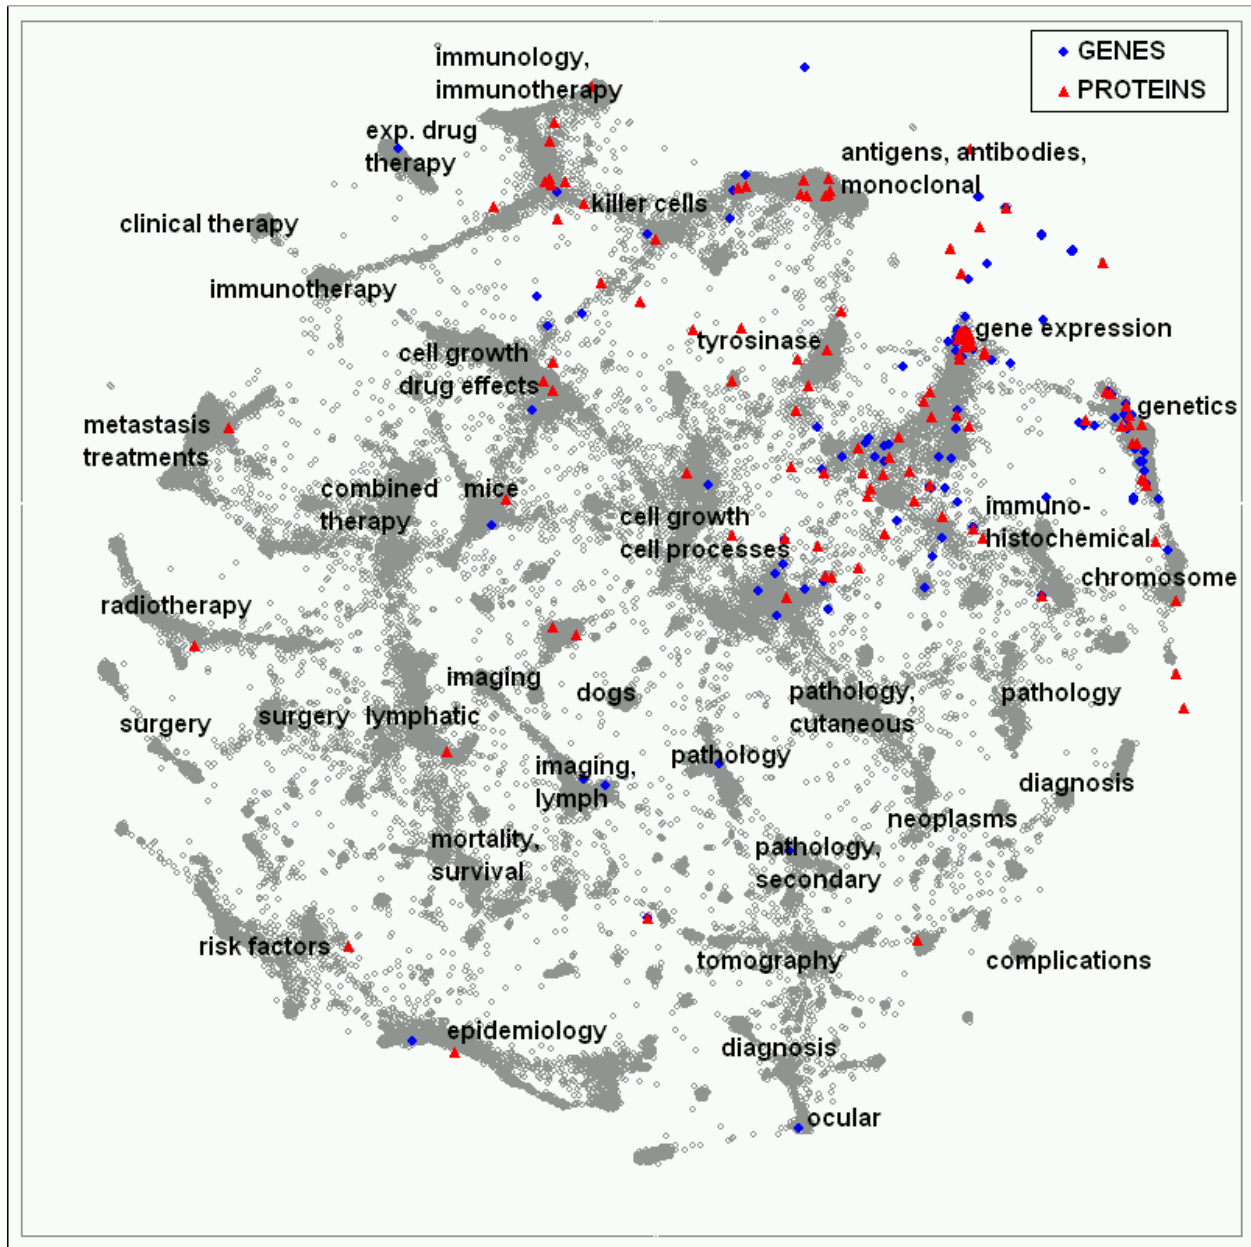 GENES
PROTEINS
immunology,
immunotherapy
exp. drug
therapy
antigens, antibodies,
monoclonal
killer cells
clinical therapy
immunotherapy
gene expression
tyrosinase
cell growth
drug effects
genetics
metastasis
treatments
combined
therapy
mice
cell growth
cell processes
immuno-
histochemical
chromosome
radiotherapy
imaging
dogs
pathology,
cutaneous
pathology
surgery
surgery
lymphatic
pathology
imaging,
lymph
diagnosis
neoplasms
mortality,
survival
pathology,
secondary
risk factors
tomography
complications
epidemiology
diagnosis
ocular